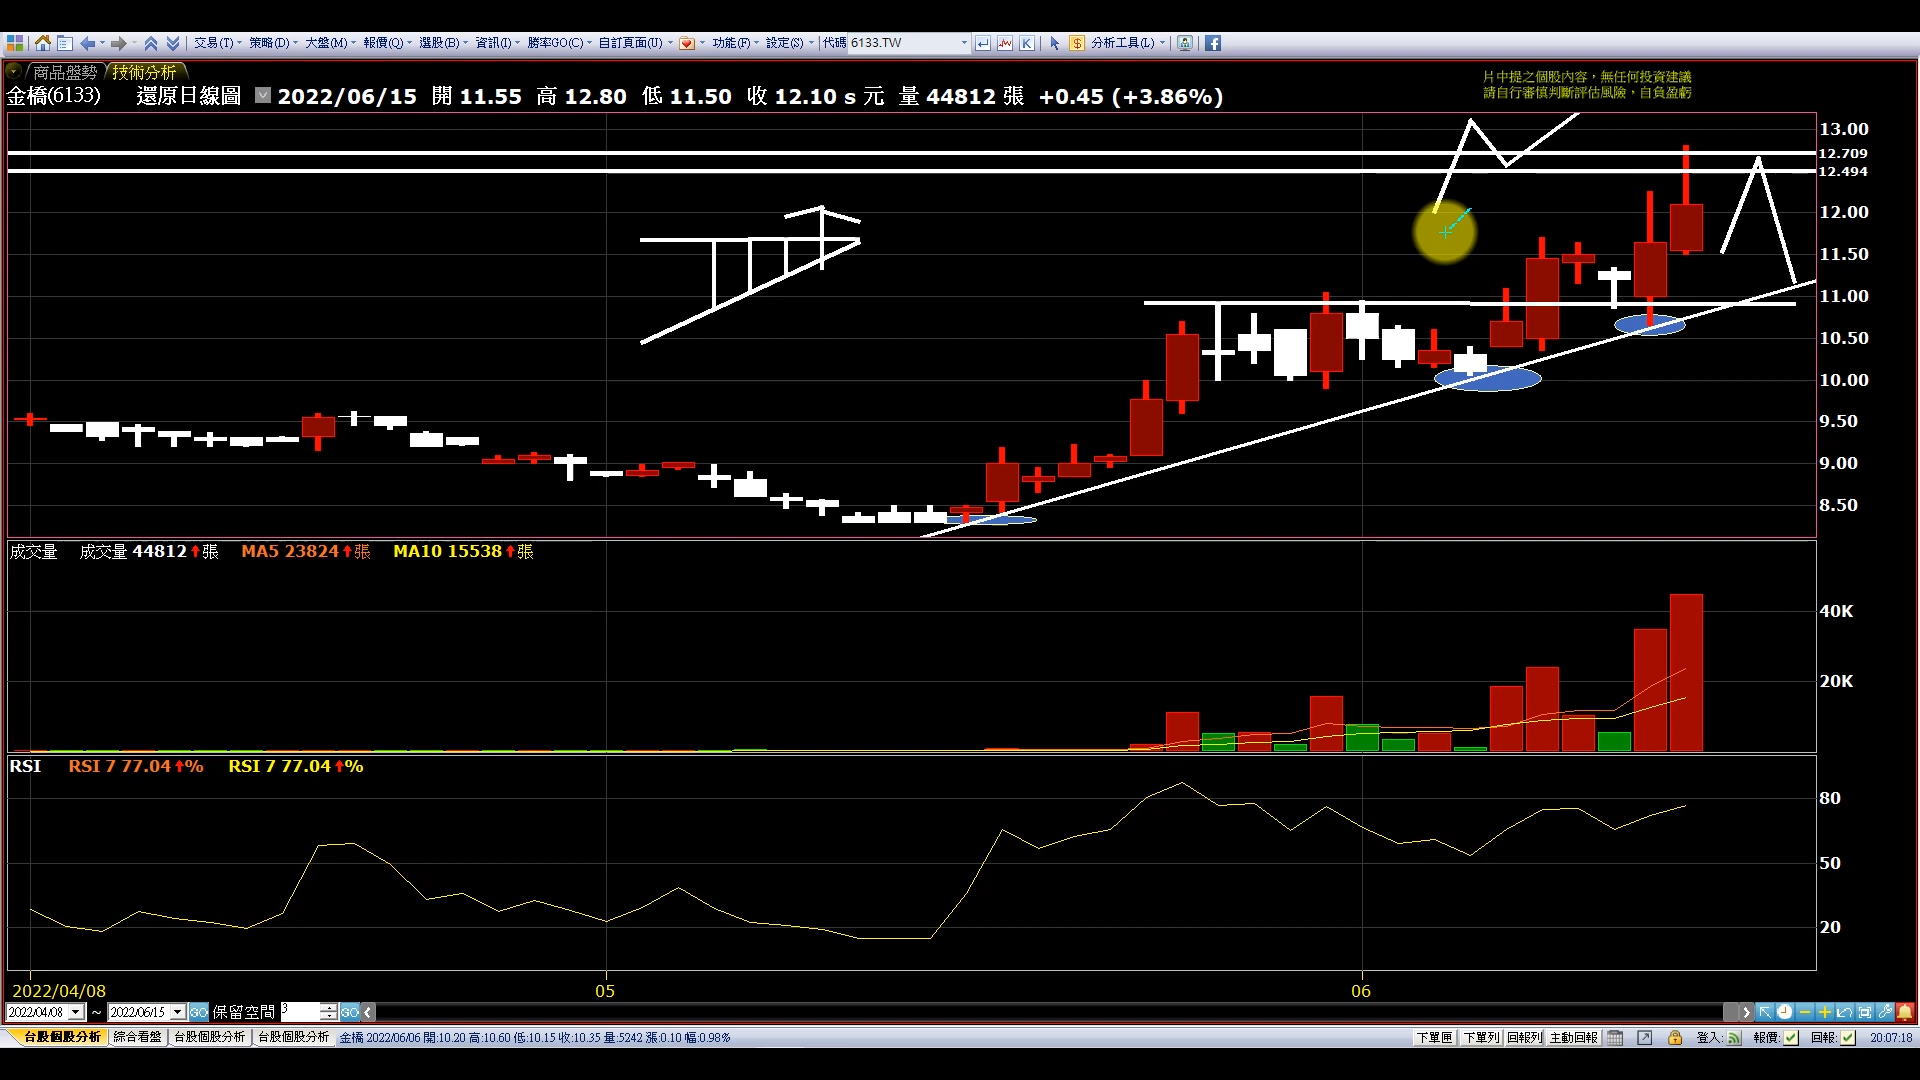 交易(T) 策略(D) 大盤(M) 報價(Q) 選股(B) 資訊(I) 勝率GO(C) 自訂頁面(U) 功能(F) 設定(S) 代碼 6133.TW K 分析工具(L)
商品盤勢 技術分析
片中提之個股內容，無任何投資建議
請自行審慎判斷評估風險，自負盈虧
金橋(6133) 還原日線圖 2022/06/15 開 11.55 高 12.80 低 11.50 收 12.10 s 元 量 44812 張 +0.45 (+3.86%)
13.00
12.709
12.494
12.00
11.50
11.00
10.50
10.00
9.50
9.00
8.50
成交量 成交量 44812 張 MA5 23824 張 MA10 15538 張
40K
20K
RSI RSI 7 77.04 % RSI 7 77.04 %
80
50
20
2022/04/08 05 06
2022/04/08 ~ 2022/06/15 GO 保留空間 3 GO
台股個股分析 綜合看盤 台股個股分析 台股個股分析 金橋 2022/06/06 開:10.20 高:10.60 低:10.15 收:10.35 量:5242 漲:0.10 幅:0.98% 下單匣 下單列 回報列 主動回報 登入: 報價: 回報: 20:07:18